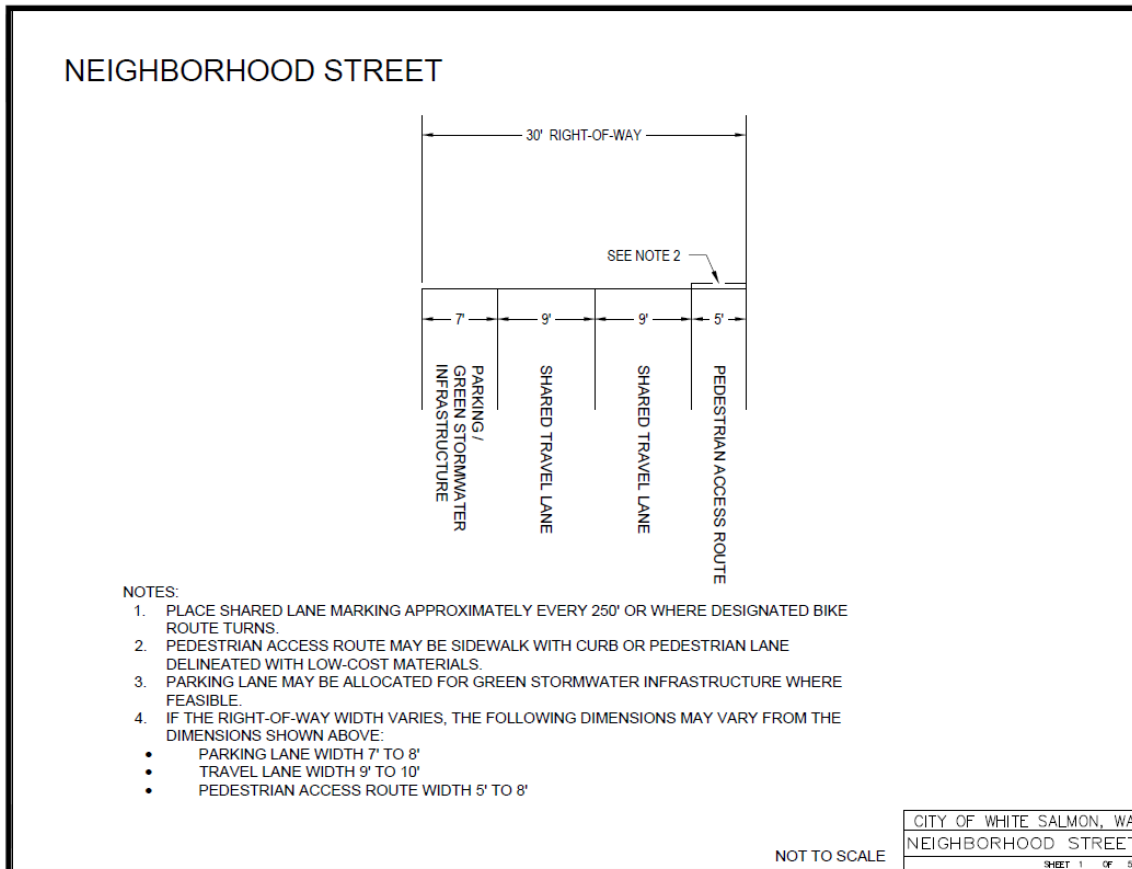 NEIGHBORHOOD STREET
30' RIGHT-OF-WAY
SEE NOTE 2
7'
9'
9'
5'
PARKING /
GREEN STORMWATER
INFRASTRUCTURE
SHARED TRAVEL LANE
SHARED TRAVEL LANE
PEDESTRIAN ACCESS ROUTE
NOTES:
1. PLACE SHARED LANE MARKING APPROXIMATELY EVERY 250' OR WHERE DESIGNATED BIKE
ROUTE TURNS.
2. PEDESTRIAN ACCESS ROUTE MAY BE SIDEWALK WITH CURB OR PEDESTRIAN LANE
DELINEATED WITH LOW-COST MATERIALS.
3. PARKING LANE MAY BE ALLOCATED FOR GREEN STORMWATER INFRASTRUCTURE WHERE
FEASIBLE.
4. IF THE RIGHT-OF-WAY WIDTH VARIES, THE FOLLOWING DIMENSIONS MAY VARY FROM THE
DIMENSIONS SHOWN ABOVE:
• PARKING LANE WIDTH 7' TO 8'
• TRAVEL LANE WIDTH 9' TO 10'
• PEDESTRIAN ACCESS ROUTE WIDTH 5' TO 8'
NOT TO SCALE
CITY OF WHITE SALMON, WA
NEIGHBORHOOD STREET
SHEET 1 OF 5